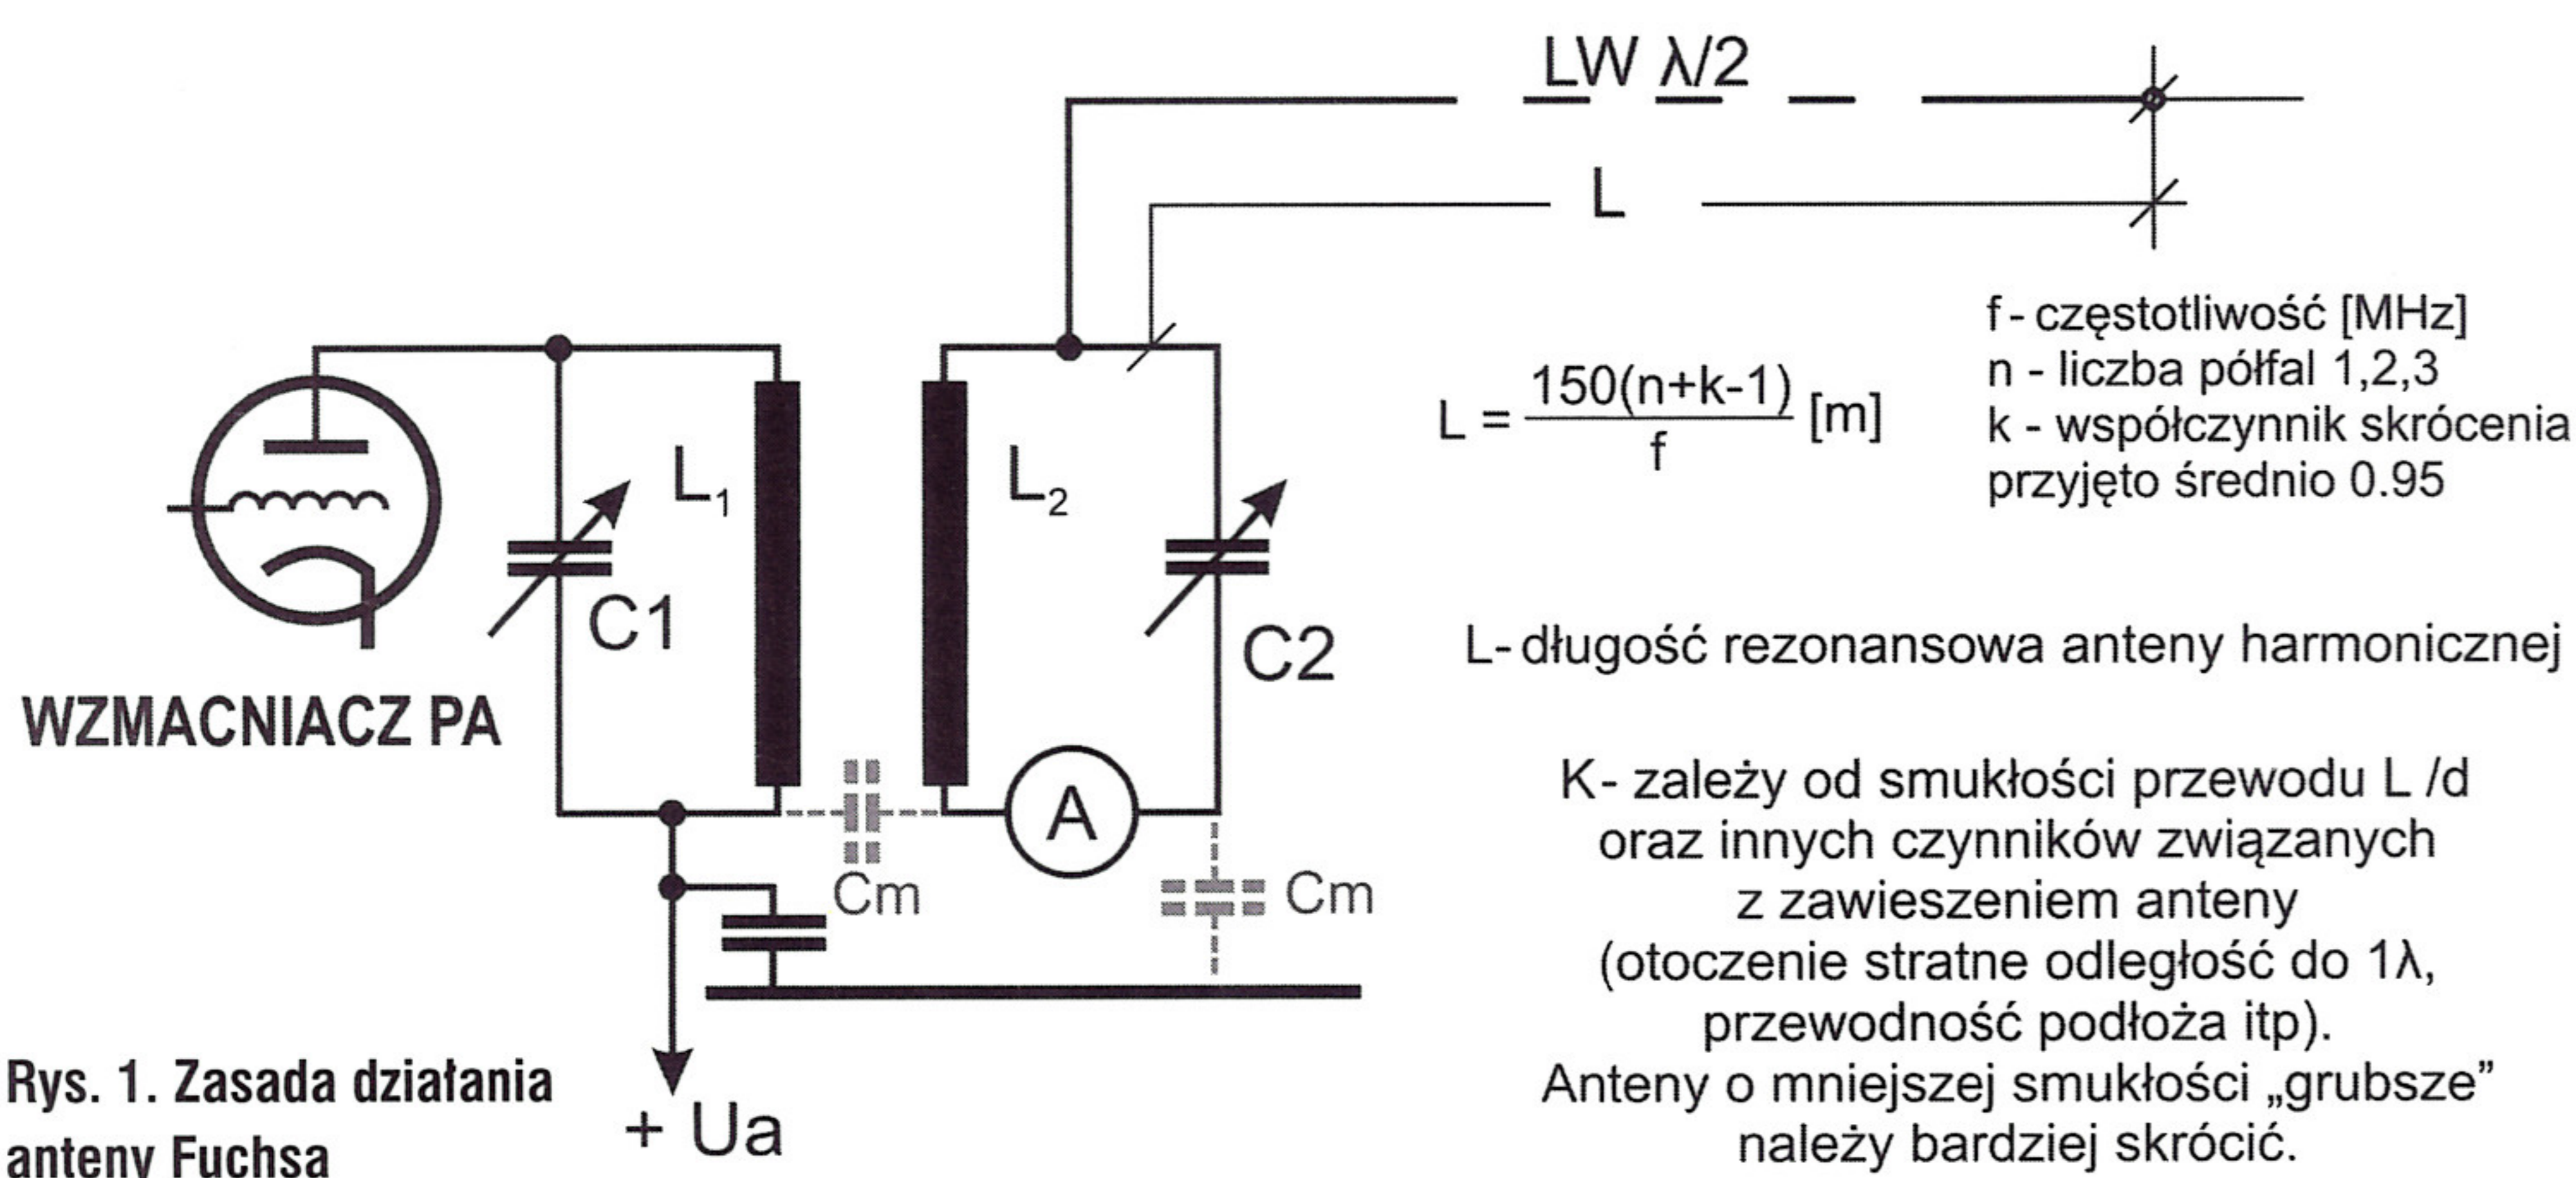 LW λ/2
L
f - częstotliwość [MHz]
n - liczba półfal 1,2,3
k - współczynnik skrócenia
przyjęto średnio 0.95
L = 150(n+k-1) / f [m]
L₁
L₂
C1
C2
WZMACNIACZ PA
L- długość rezonansowa anteny harmonicznej
A
Cm
Cm
K- zależy od smukłości przewodu L /d
oraz innych czynników związanych
z zawieszeniem anteny
(otoczenie stratne odległość do 1λ,
przewodność podłoża itp).
Anteny o mniejszej smukłości „grubsze”
należy bardziej skrócić.
+ Ua
Rys. 1. Zasada działania
anteny Fuchsa